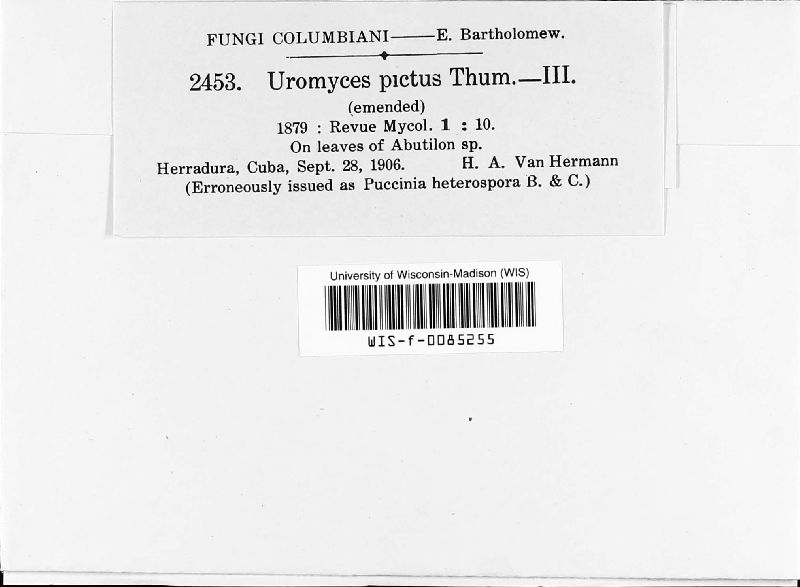 FUNGI COLUMBIANI——E. Bartholomew.
2453. Uromyces pictus Thum.—III.
(emended)
1879 : Revue Mycol. 1 : 10.
On leaves of Abutilon sp.
Herradura, Cuba, Sept. 28, 1906. H. A. Van Hermann
(Erroneously issued as Puccinia heterospora B. & C.)
University of Wisconsin-Madison (WIS)
WIS-f-0085255